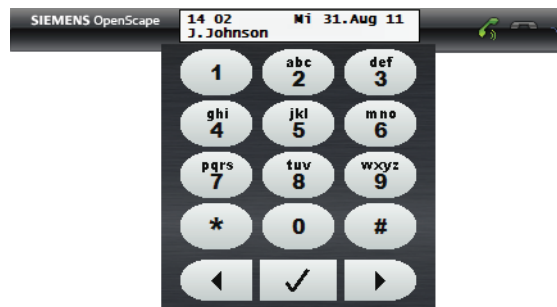 SIEMENS OpenScape
14 02 Mi 31.Aug 11
J.Johnson
1
abc
2
def
3
ghi
4
jkl
5
mno
6
pqrs
7
tuv
8
wxyz
9
*
0
#